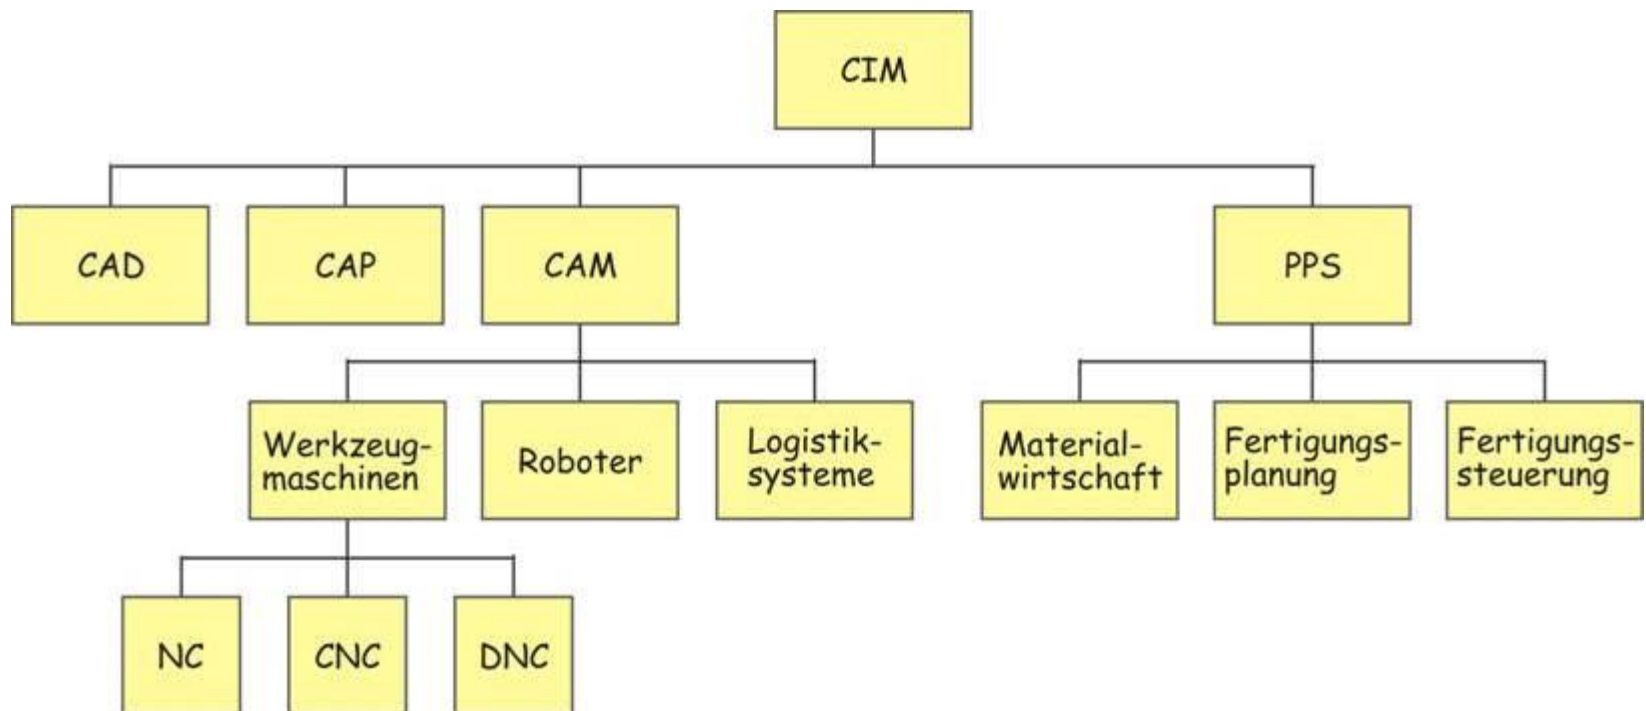 CIM
CAD
CAP
CAM
PPS
Werkzeug-
maschinen
Roboter
Logistik-
systeme
Material-
wirtschaft
Fertigungs-
planung
Fertigungs-
steuerung
NC
CNC
DNC